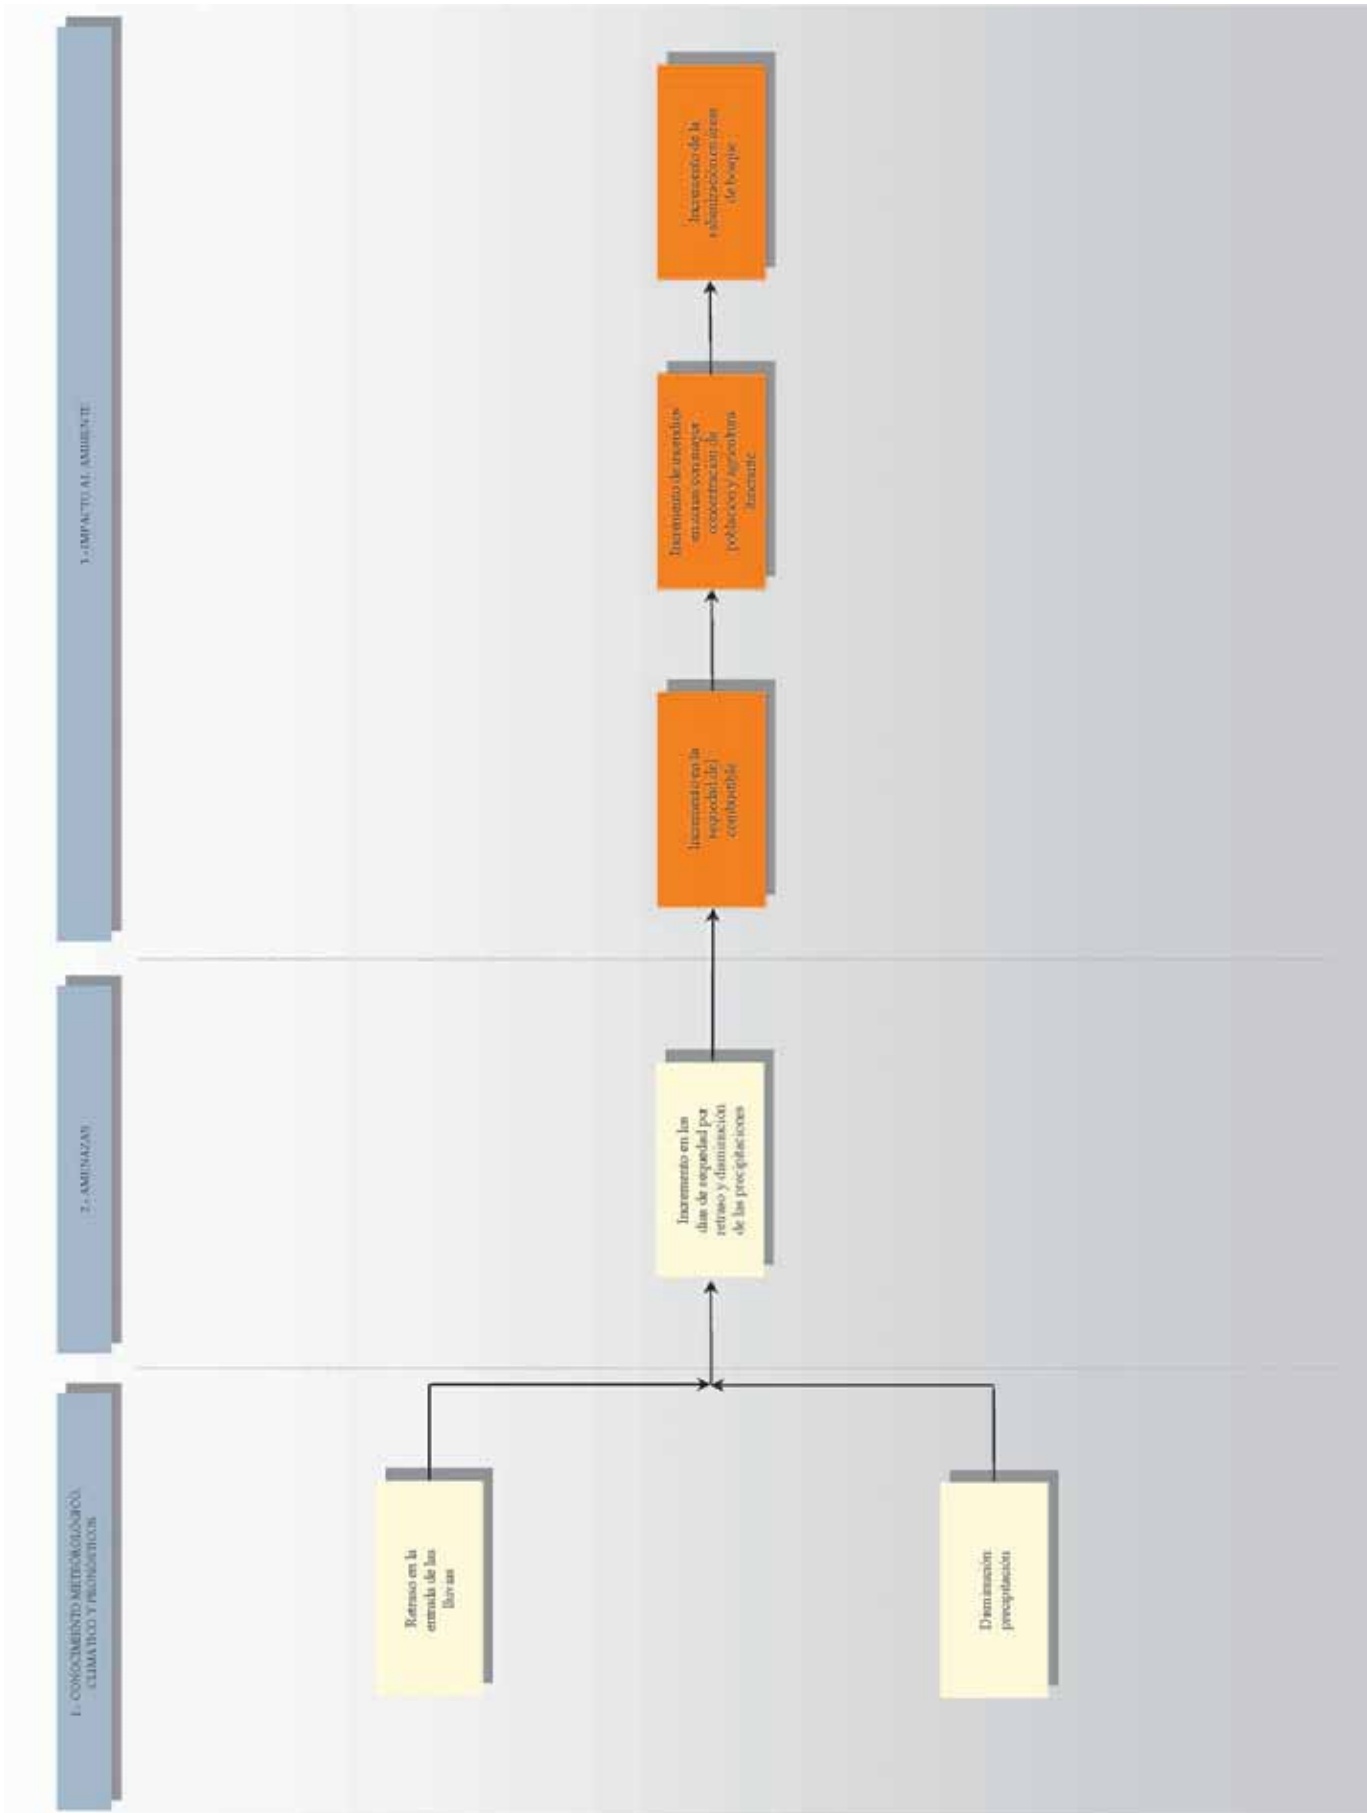 1.- CONOCIMIENTO METEOROLÓGICO,
CLIMÁTICO Y PRONÓSTICOS
2.- AMENAZAS
3.- IMPACTO AL AMBIENTE
Retraso en la
entrada de las
lluvias
Disminución
precipitación
Incremento en los
días de sequedad por
retraso y disminución
de las precipitaciones
Incremento en la
sequedad del
combustible
Incremento de incendios
en zonas con mayor
concentración de
población y agricultura
itinerante
Incremento de la
sabanización en áreas
de bosque